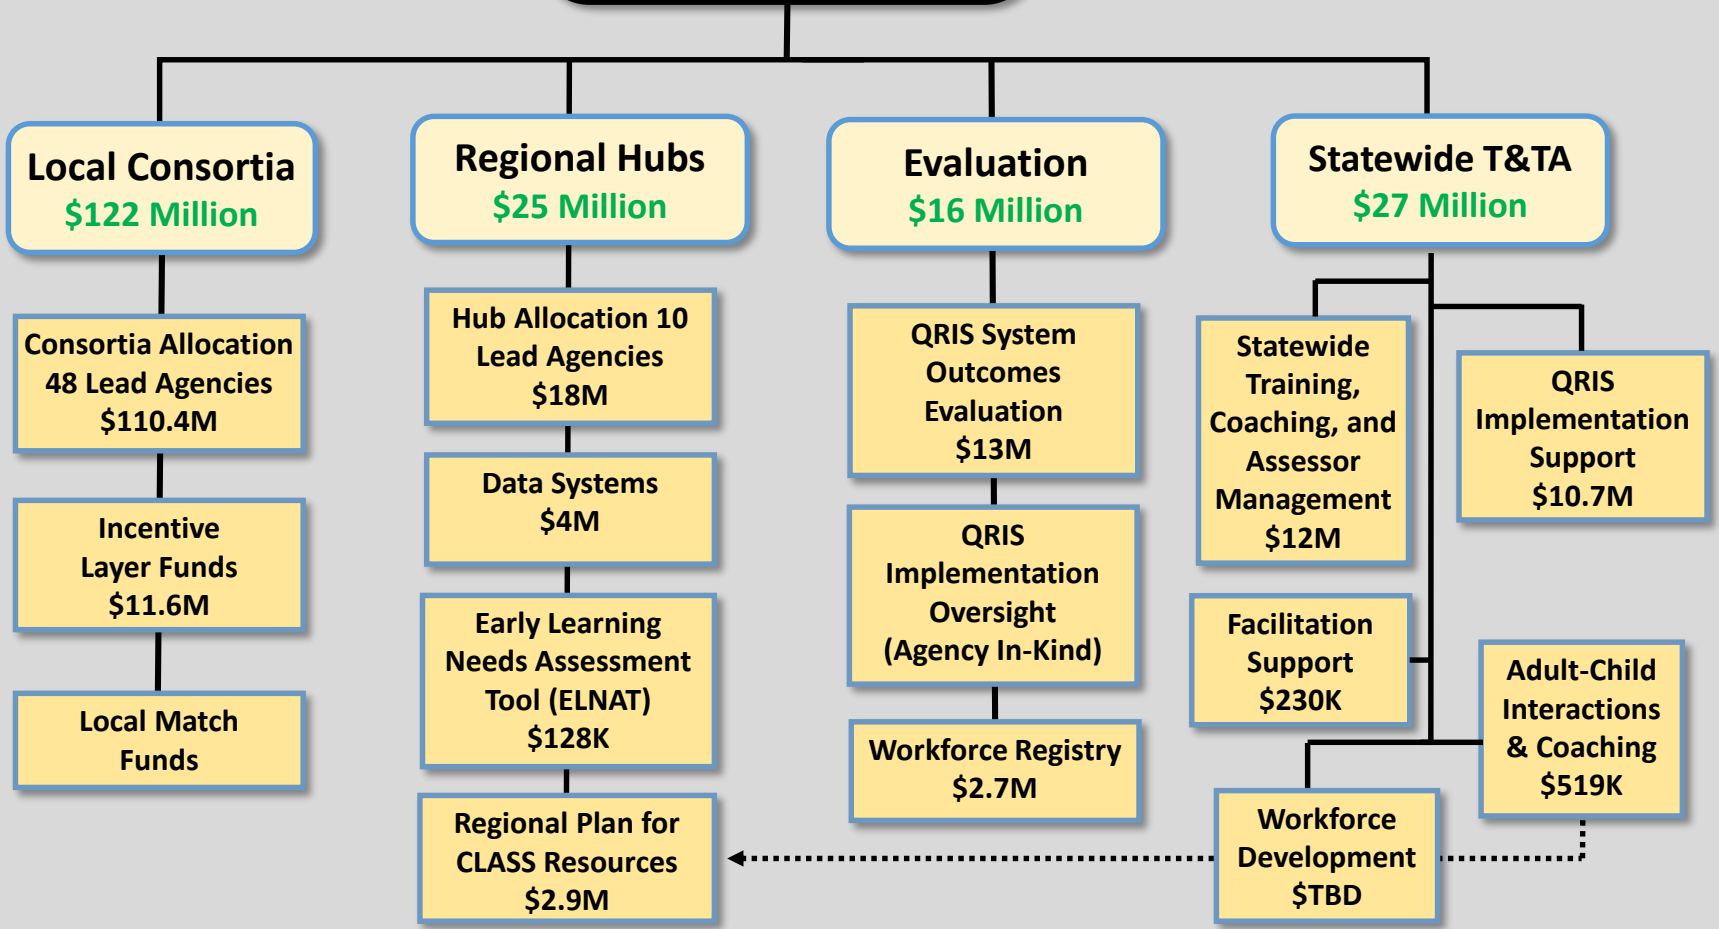 Local Consortia
$122 Million
Consortia Allocation
48 Lead Agencies
$110.4M
Incentive
Layer Funds
$11.6M
Local Match
Funds
Regional Hubs
$25 Million
Hub Allocation 10
Lead Agencies
$18M
Data Systems
$4M
Early Learning
Needs Assessment
Tool (ELNAT)
$128K
Regional Plan for
CLASS Resources
$2.9M
Evaluation
$16 Million
QRIS System
Outcomes
Evaluation
$13M
QRIS
Implementation
Oversight
(Agency In-Kind)
Workforce Registry
$2.7M
Statewide T&TA
$27 Million
Statewide
Training,
Coaching, and
Assessor
Management
$12M
QRIS
Implementation
Support
$10.7M
Facilitation
Support
$230K
Adult-Child
Interactions
& Coaching
$519K
Workforce
Development
$TBD